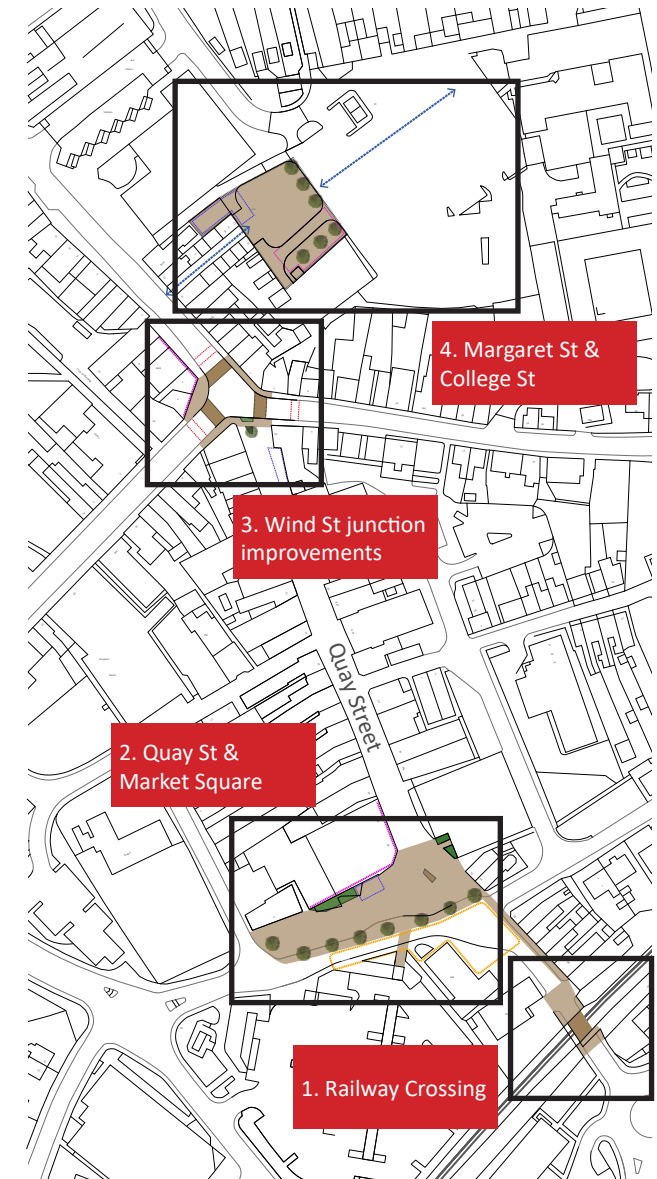 4. Margaret St &
College St
3. Wind St junction
improvements
Quay Street
2. Quay St &
Market Square
1. Railway Crossing